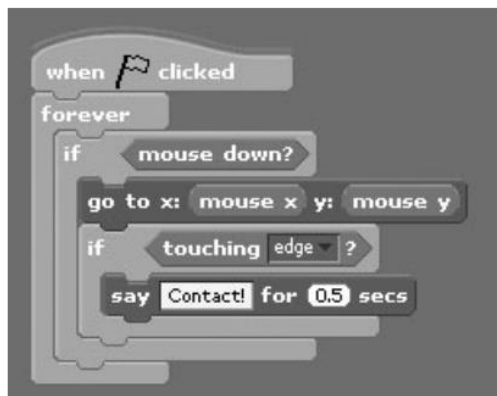 when clicked
forever
if mouse down?
go to x: mouse x y: mouse y
if touching edge ?
say Contact! for 0.5 secs